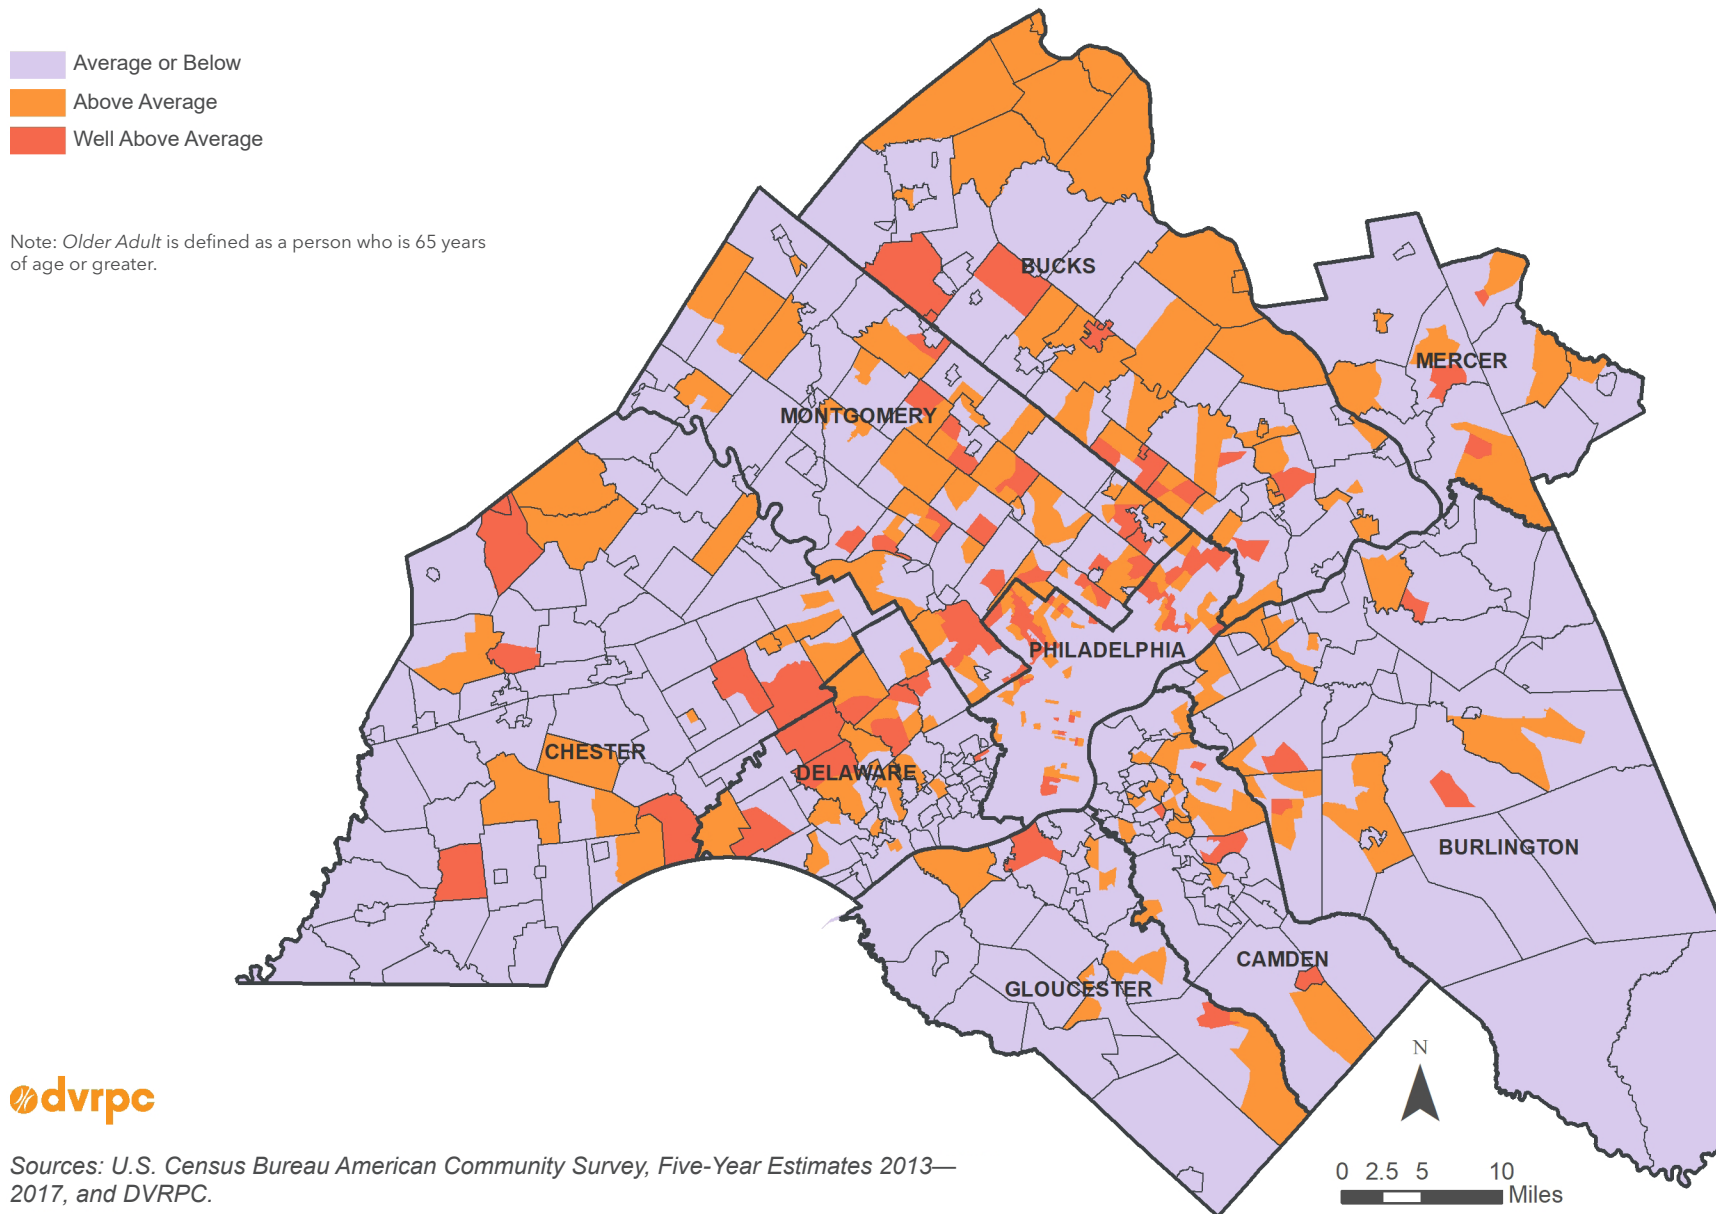 Average or Below
Above Average
Well Above Average
Note: Older Adult is defined as a person who is 65 years
of age or greater.
BUCKS
MERCER
MONTGOMERY
PHILADELPHIA
CHESTER
DELAWARE
BURLINGTON
CAMDEN
GLOUCESTER
N
dvrpc
Sources: U.S. Census Bureau American Community Survey, Five-Year Estimates 2013—
2017, and DVRPC.
0 2.5 5 10
Miles